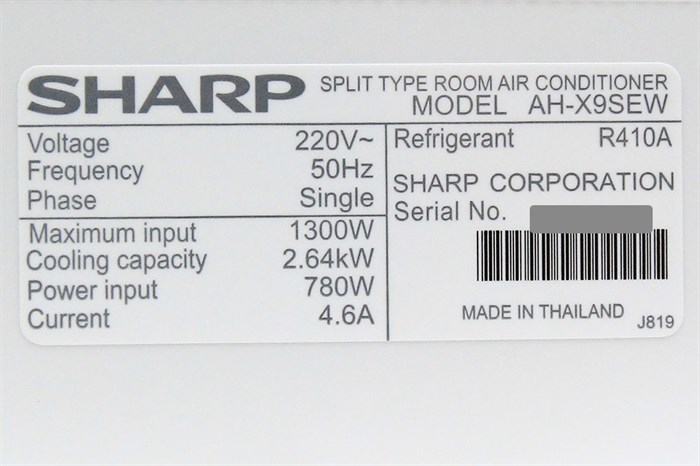 SHARP
SPLIT TYPE ROOM AIR CONDITIONER
MODEL AH-X9SEW
Voltage 220V~
Frequency 50Hz
Phase Single
Maximum input 1300W
Cooling capacity 2.64kW
Power input 780W
Current 4.6A
Refrigerant R410A
SHARP CORPORATION
Serial No.
MADE IN THAILAND
J819